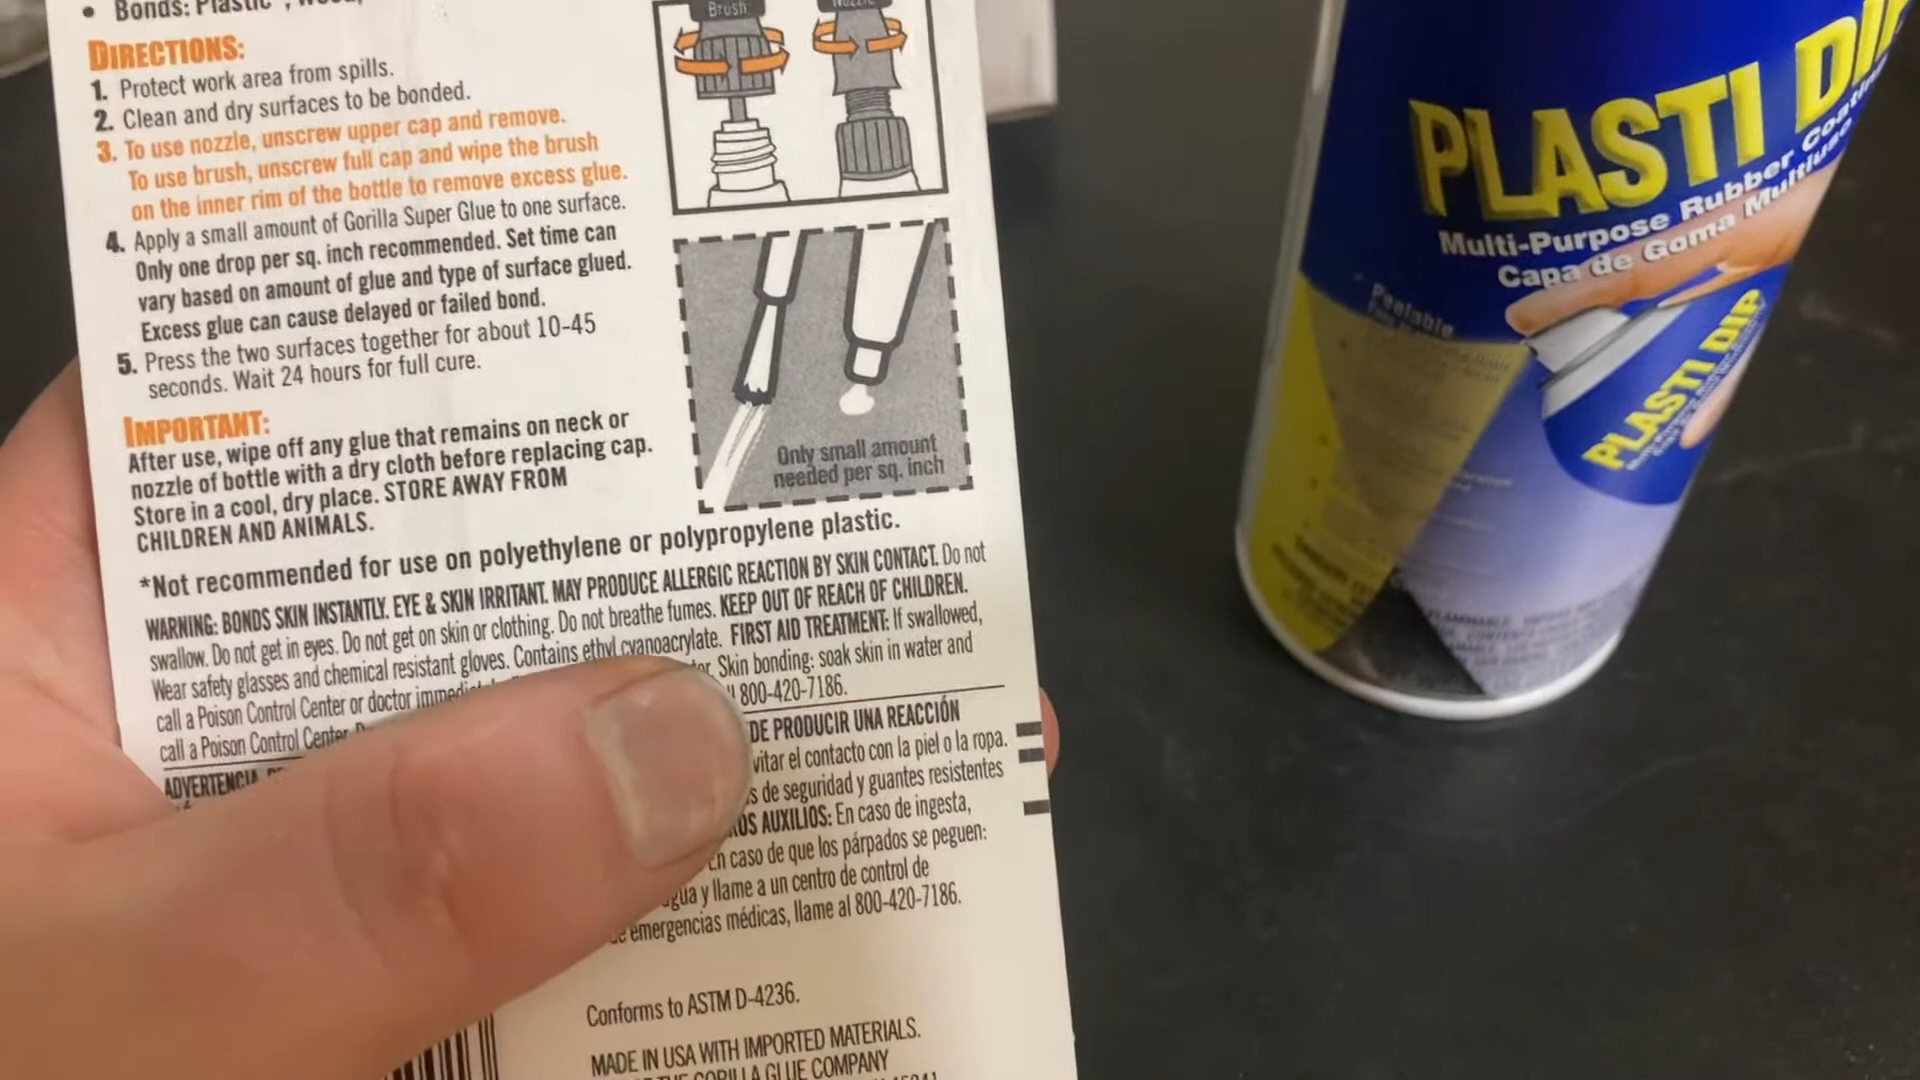 • Bonds: Plastic*, Wood,
DIRECTIONS:
1. Protect work area from spills.
2. Clean and dry surfaces to be bonded.
3. To use nozzle, unscrew upper cap and remove.
To use brush, unscrew full cap and wipe the brush
on the inner rim of the bottle to remove excess glue.
4. Apply a small amount of Gorilla Super Glue to one surface.
Only one drop per sq. inch recommended. Set time can
vary based on amount of glue and type of surface glued.
Excess glue can cause delayed or failed bond.
5. Press the two surfaces together for about 10-45
seconds. Wait 24 hours for full cure.
IMPORTANT:
After use, wipe off any glue that remains on neck or
nozzle of bottle with a dry cloth before replacing cap.
Store in a cool, dry place. STORE AWAY FROM
CHILDREN AND ANIMALS.
Brush
Nozzle
Only small amount
needed per sq. inch
*Not recommended for use on polyethylene or polypropylene plastic.
WARNING: BONDS SKIN INSTANTLY. EYE & SKIN IRRITANT. MAY PRODUCE ALLERGIC REACTION BY SKIN CONTACT. Do not
swallow. Do not get in eyes. Do not get on skin or clothing. Do not breathe fumes. KEEP OUT OF REACH OF CHILDREN.
Wear safety glasses and chemical resistant gloves. Contains ethyl cyanoacrylate. FIRST AID TREATMENT: If swallowed,
call a Poison Control Center or doctor Skin bonding: soak skin in water and
call a Poison Control Center 800-420-7186.
ADVERTENCIA DE PRODUCIR UNA REACCIÓN
vitar el contacto con la piel o la ropa.
s de seguridad y guantes resistentes
OS AUXILIOS: En caso de ingesta,
En caso de que los párpados se peguen:
agua y llame a un centro de control de
de emergencias médicas, llame al 800-420-7186.
Conforms to ASTM D-4236.
MADE IN USA WITH IMPORTED MATERIALS.
THE GORILLA GLUE COMPANY
PLASTI DIP
Multi-Purpose Rubber Coating
Capa de Goma Multiuso
Peelable
PLASTI DIP